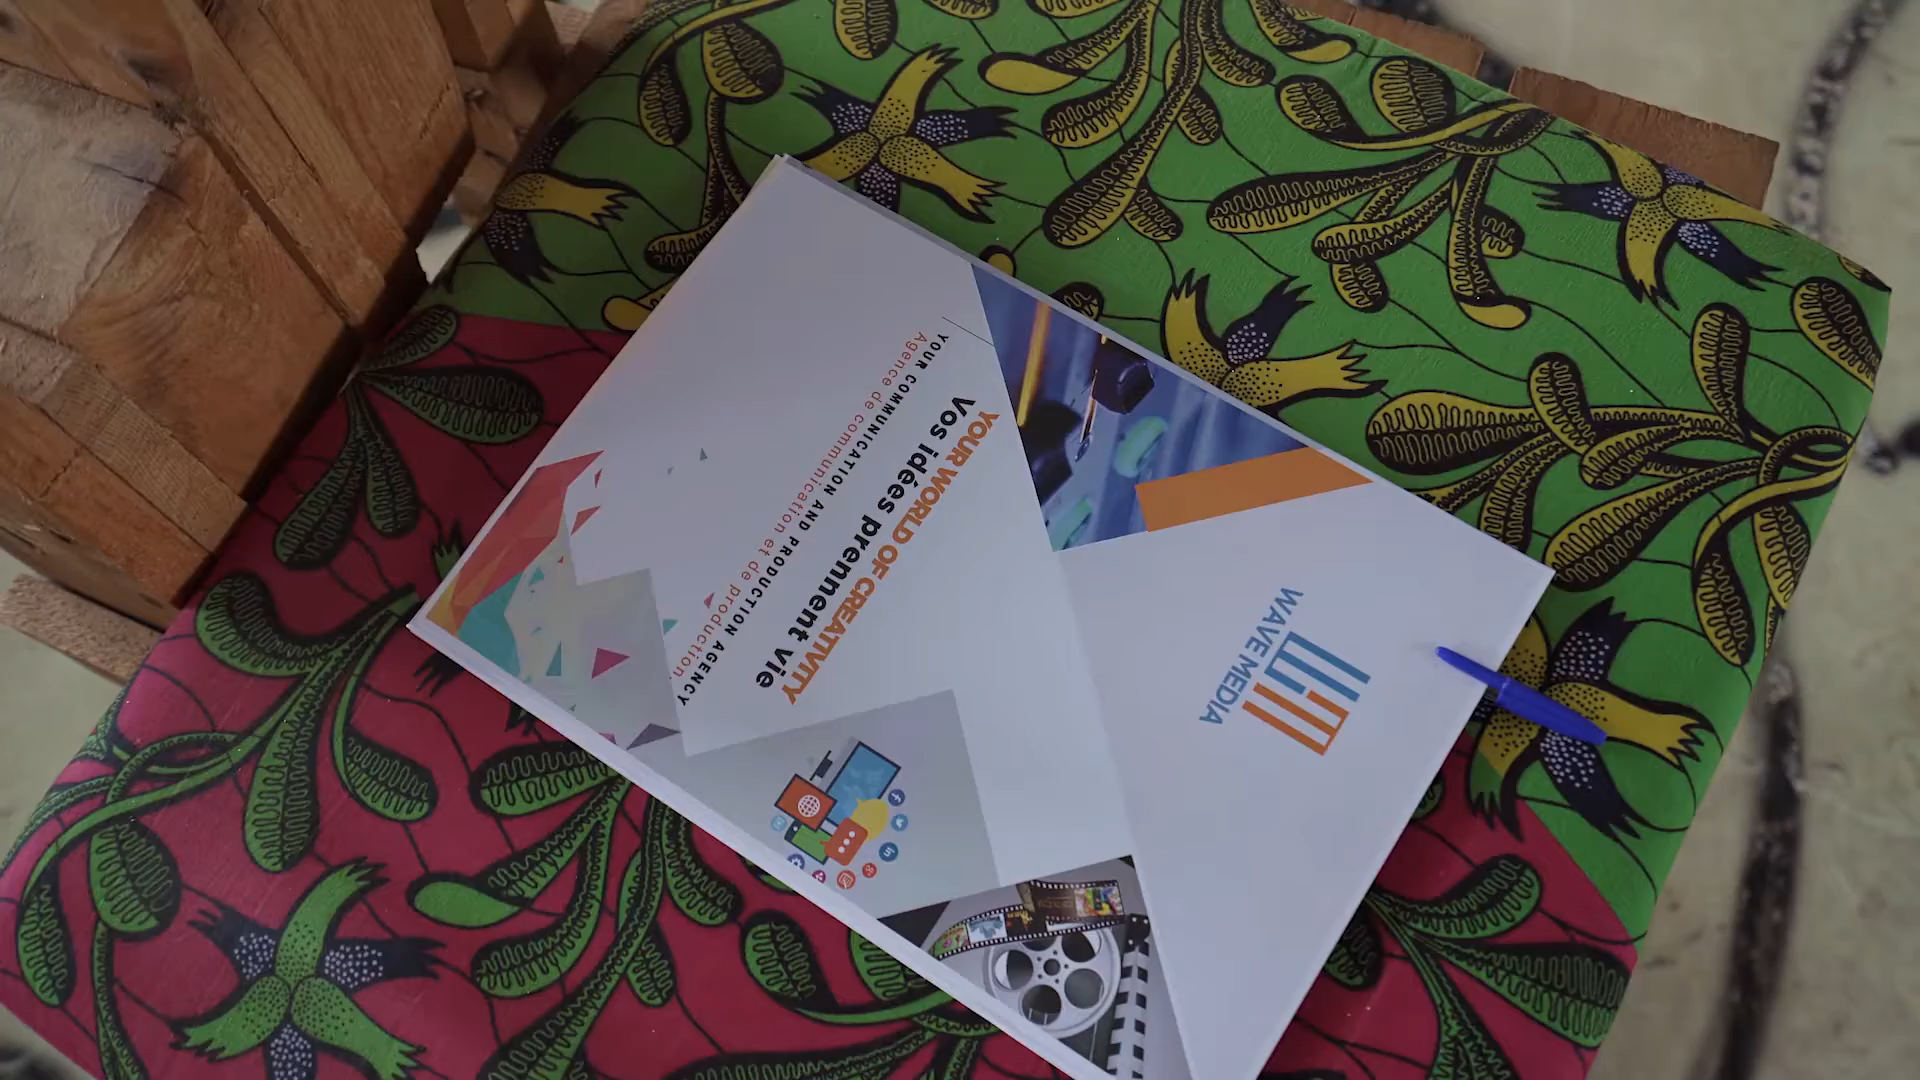 WAVE MEDIA
YOUR WORLD OF CREATIVITY
Vos idées prennent vie
YOUR COMMUNICATION AND PRODUCTION AGENCY
Agence de communication et de production.